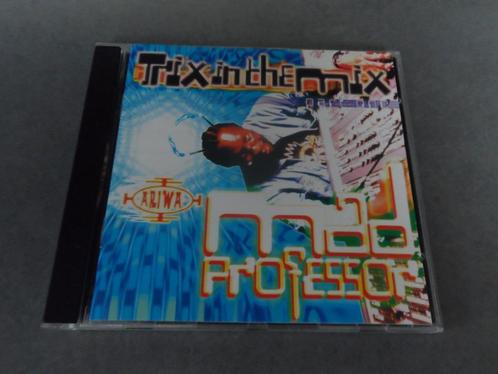 Trix in thE mix
ARIWA
mad
professor